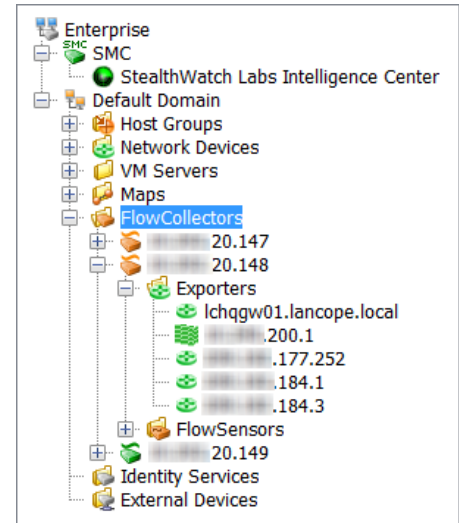 Enterprise
SMC
SMC
StealthWatch Labs Intelligence Center
Default Domain
Host Groups
Network Devices
VM Servers
Maps
FlowCollectors
20.147
20.148
Exporters
lchqgw01.lancope.local
.200.1
.177.252
.184.1
.184.3
FlowSensors
20.149
Identity Services
External Devices